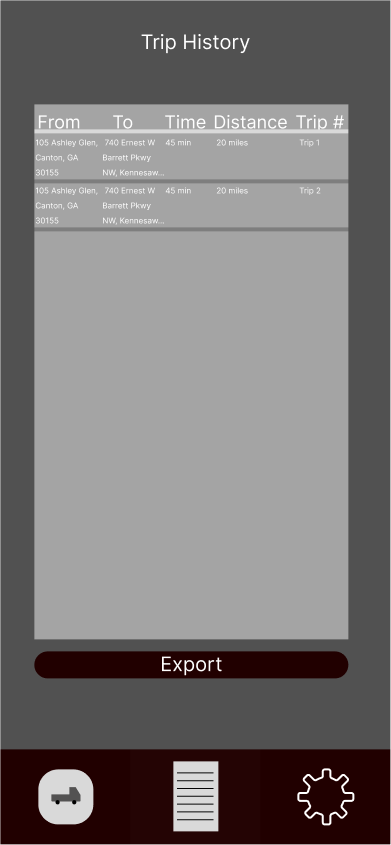 Trip History
From To Time Distance Trip #
105 Ashley Glen, 740 Ernest W 45 min 20 miles Trip 1
Canton, GA Barrett Pkwy
30155 NW, Kennesaw...
105 Ashley Glen, 740 Ernest W 45 min 20 miles Trip 2
Canton, GA Barrett Pkwy
30155 NW, Kennesaw...
Export